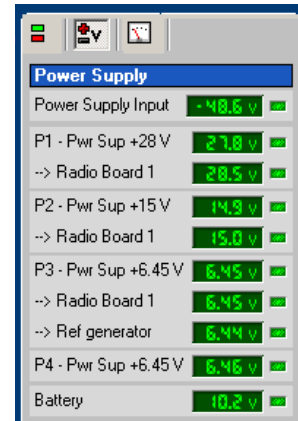 V
Power Supply
Power Supply Input -48.6 V
P1 - Pwr Sup +28 V 27.8 V
--> Radio Board 1 28.5 V
P2 - Pwr Sup +15 V 14.9 V
--> Radio Board 1 15.0 V
P3 - Pwr Sup +6.45 V 6.45 V
--> Radio Board 1 6.45 V
--> Ref generator 6.44 V
P4 - Pwr Sup +6.45 V 6.46 V
Battery 10.2 V